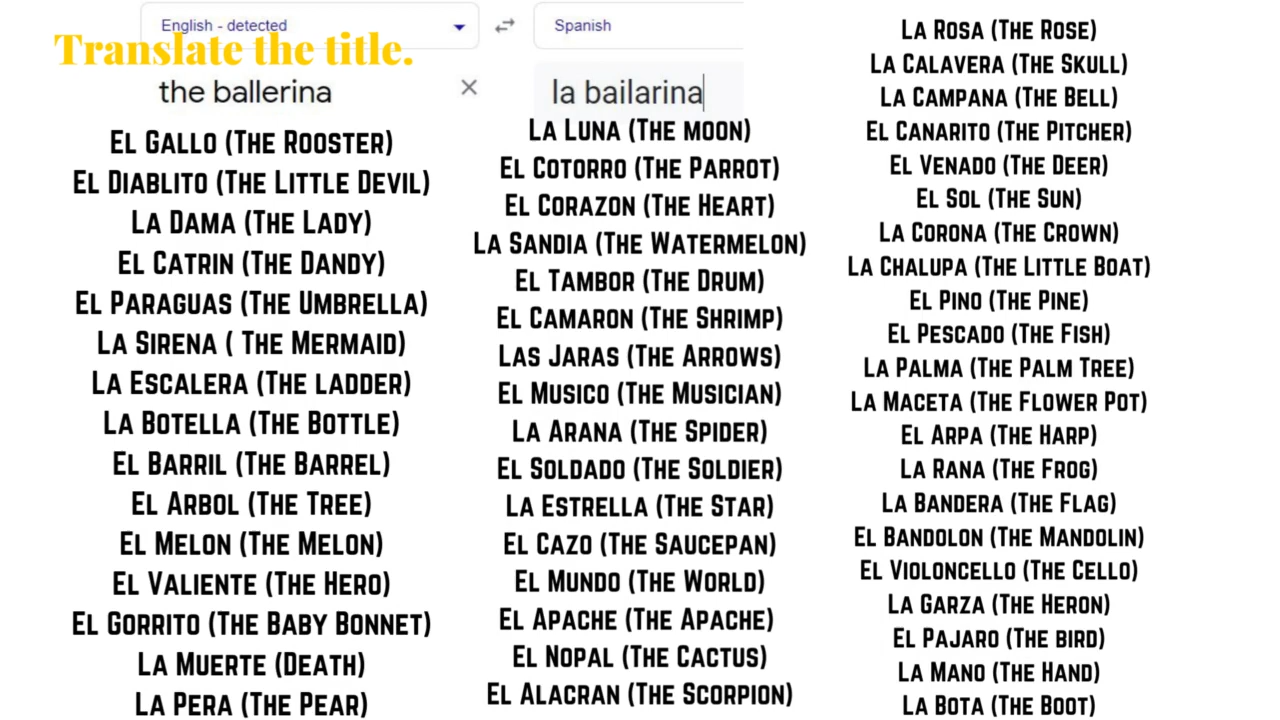 English - detected
Spanish
Translate the title.
the ballerina
la bailarina
El Gallo (The Rooster)
El Diablito (The Little Devil)
La Dama (The Lady)
El Catrin (The Dandy)
El Paraguas (The Umbrella)
La Sirena ( The Mermaid)
La Escalera (The ladder)
La Botella (The Bottle)
El Barril (The Barrel)
El Arbol (The Tree)
El Melon (The Melon)
El Valiente (The Hero)
El Gorrito (The Baby Bonnet)
La Muerte (Death)
La Pera (The Pear)
La Luna (The moon)
El Cotorro (The Parrot)
El Corazon (The Heart)
La Sandia (The Watermelon)
El Tambor (The Drum)
El Camaron (The Shrimp)
Las Jaras (The Arrows)
El Musico (The Musician)
La Arana (The Spider)
El Soldado (The Soldier)
La Estrella (The Star)
El Cazo (The Saucepan)
El Mundo (The World)
El Apache (The Apache)
El Nopal (The Cactus)
El Alacran (The Scorpion)
La Rosa (The Rose)
La Calavera (The Skull)
La Campana (The Bell)
El Canarito (The Pitcher)
El Venado (The Deer)
El Sol (The Sun)
La Corona (The Crown)
La Chalupa (The Little Boat)
El Pino (The Pine)
El Pescado (The Fish)
La Palma (The Palm Tree)
La Maceta (The Flower Pot)
El Arpa (The Harp)
La Rana (The Frog)
La Bandera (The Flag)
El Bandolon (The Mandolin)
El Violoncello (The Cello)
La Garza (The Heron)
El Pajaro (The bird)
La Mano (The Hand)
La Bota (The Boot)